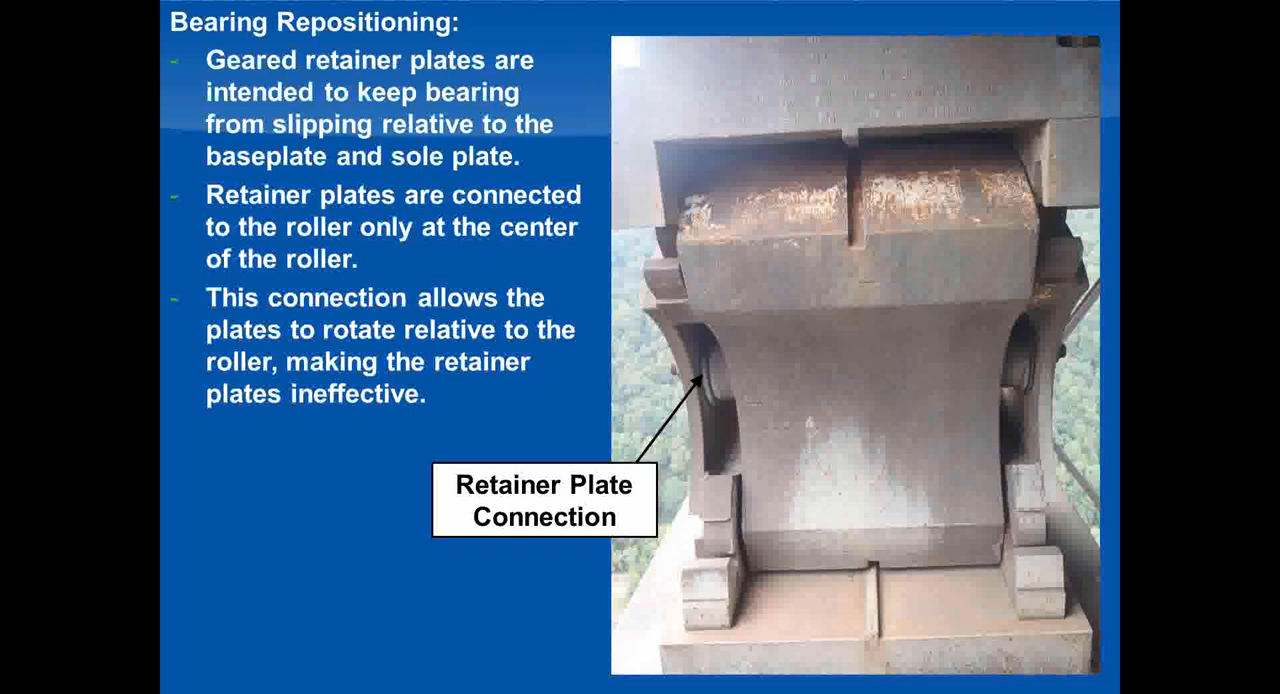 Bearing Repositioning:
- Geared retainer plates are
intended to keep bearing
from slipping relative to the
baseplate and sole plate.
- Retainer plates are connected
to the roller only at the center
of the roller.
- This connection allows the
plates to rotate relative to the
roller, making the retainer
plates ineffective.
Retainer Plate
Connection